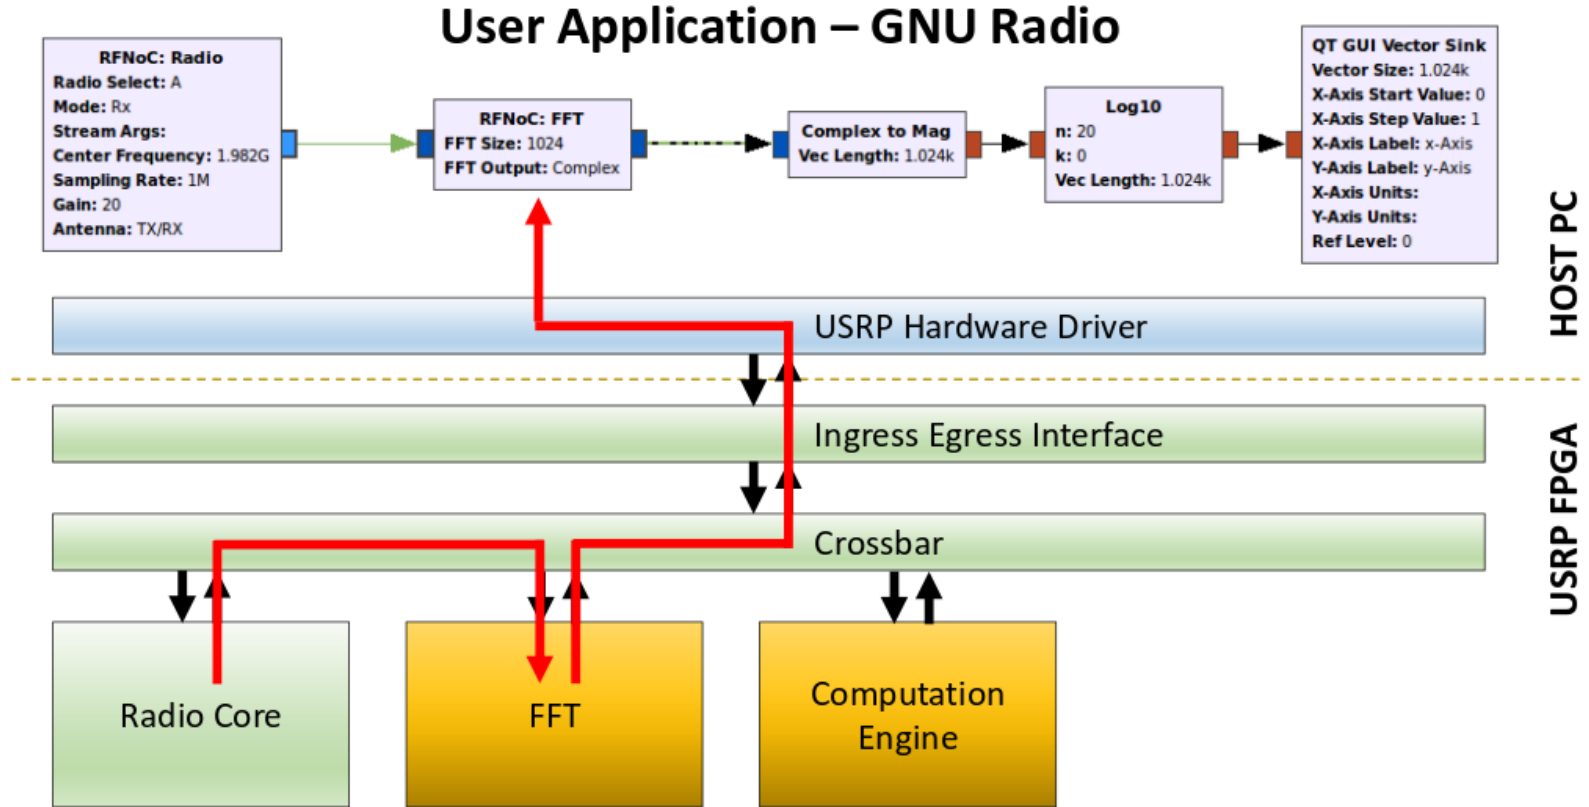 User Application – GNU Radio
RFNoC: Radio
Radio Select: A
Mode: Rx
Stream Args:
Center Frequency: 1.982G
Sampling Rate: 1M
Gain: 20
Antenna: TX/RX
RFNoC: FFT
FFT Size: 1024
FFT Output: Complex
Complex to Mag
Vec Length: 1.024k
Log10
n: 20
k: 0
Vec Length: 1.024k
QT GUI Vector Sink
Vector Size: 1.024k
X-Axis Start Value: 0
X-Axis Step Value: 1
X-Axis Label: x-Axis
Y-Axis Label: y-Axis
X-Axis Units:
Y-Axis Units:
Ref Level: 0
HOST PC
USRP Hardware Driver
Ingress Egress Interface
Crossbar
USRP FPGA
Radio Core
FFT
Computation
Engine